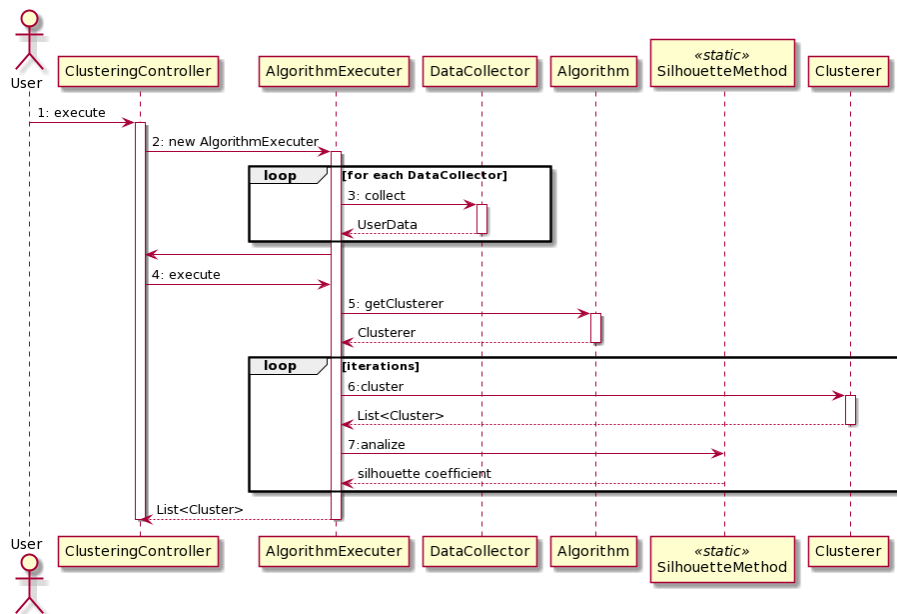 «static»
User
ClusteringController
AlgorithmExecuter
DataCollector
Algorithm
SilhouetteMethod
Clusterer
1: execute
2: new AlgorithmExecuter
loop
[for each DataCollector]
3: collect
UserData
4: execute
5: getClusterer
Clusterer
loop
[iterations]
6:cluster
List<Cluster>
7:analize
silhouette coefficient
List<Cluster>
User
ClusteringController
AlgorithmExecuter
DataCollector
Algorithm
«static»
SilhouetteMethod
Clusterer